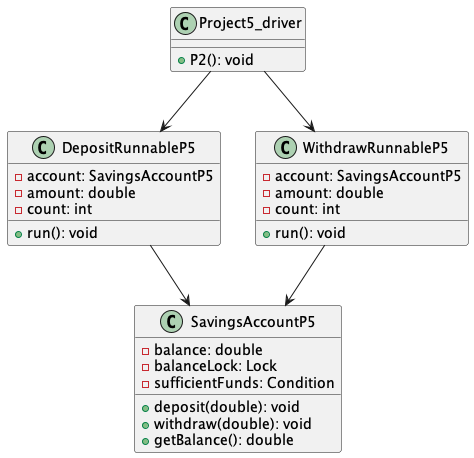 C Project5_driver
P2(): void
C DepositRunnableP5
account: SavingsAccountP5
amount: double
count: int
run(): void
C WithdrawRunnableP5
account: SavingsAccountP5
amount: double
count: int
run(): void
C SavingsAccountP5
balance: double
balanceLock: Lock
sufficientFunds: Condition
deposit(double): void
withdraw(double): void
getBalance(): double